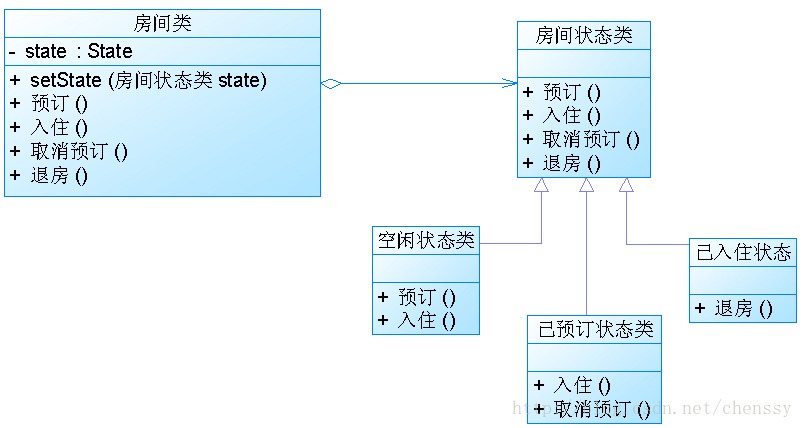 房间类
- state : State
+ setState (房间状态类 state)
+ 预订 ()
+ 入住 ()
+ 取消预订 ()
+ 退房 ()
房间状态类
+ 预订 ()
+ 入住 ()
+ 取消预订 ()
+ 退房 ()
空闲状态类
+ 预订 ()
+ 入住 ()
已预订状态类
+ 入住 ()
+ 取消预订 ()
已入住状态
+ 退房 ()
dn.net/chenssy